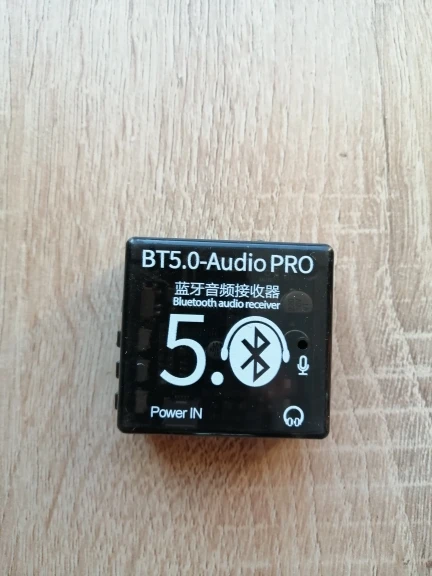 BT5.0-Audio PRO
蓝牙音频接收器
Bluetooth audio receiver
5.0
Power IN